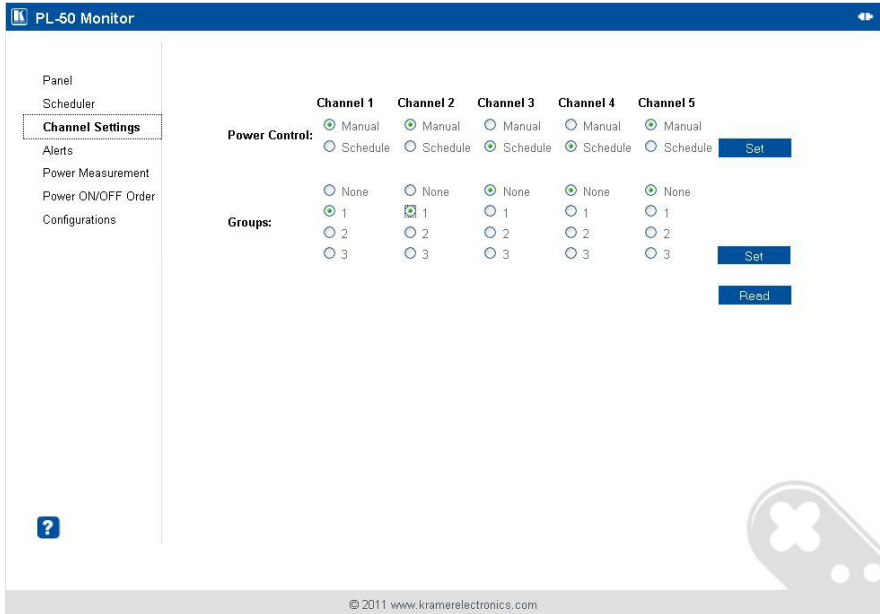 PL-50 Monitor
Panel
Scheduler
Channel Settings
Alerts
Power Measurement
Power ON/OFF Order
Configurations
Channel 1 Channel 2 Channel 3 Channel 4 Channel 5
Power Control: Manual Manual Manual Manual Manual
Schedule Schedule Schedule Schedule Schedule Set
None None None None None
Groups: 1 1 1 1 1
2 2 2 2 2
3 3 3 3 3 Set
Read
?
© 2011 www.kramerelectronics.com